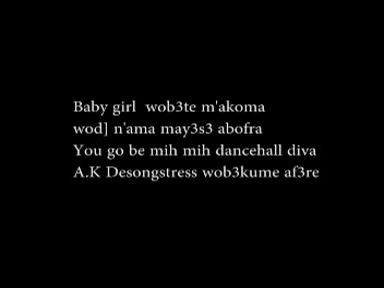 Baby girl  wob3te m'akoma
wod] n'ama may3s3 abofra
You go be mih mih dancehall diva
A.K Desongstress wob3kume af3re